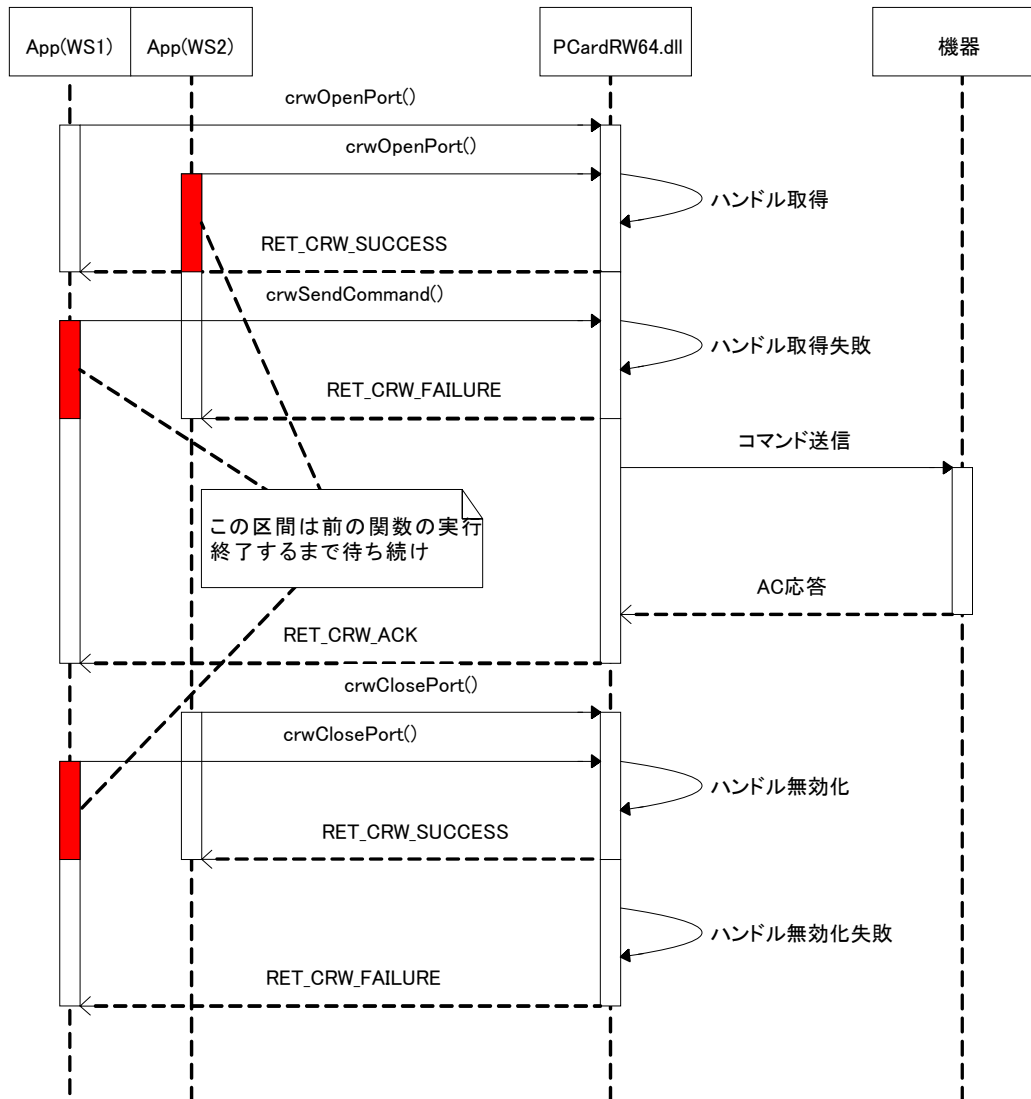 App(WS1)
App(WS2)
PCardRW64.dll
機器
crwOpenPort()
crwOpenPort()
ハンドル取得
RET_CRW_SUCCESS
crwSendCommand()
ハンドル取得失敗
RET_CRW_FAILURE
コマンド送信
この区間は前の関数の実行
終了するまで待ち続け
AC応答
RET_CRW_ACK
crwClosePort()
crwClosePort()
ハンドル無効化
RET_CRW_SUCCESS
ハンドル無効化失敗
RET_CRW_FAILURE